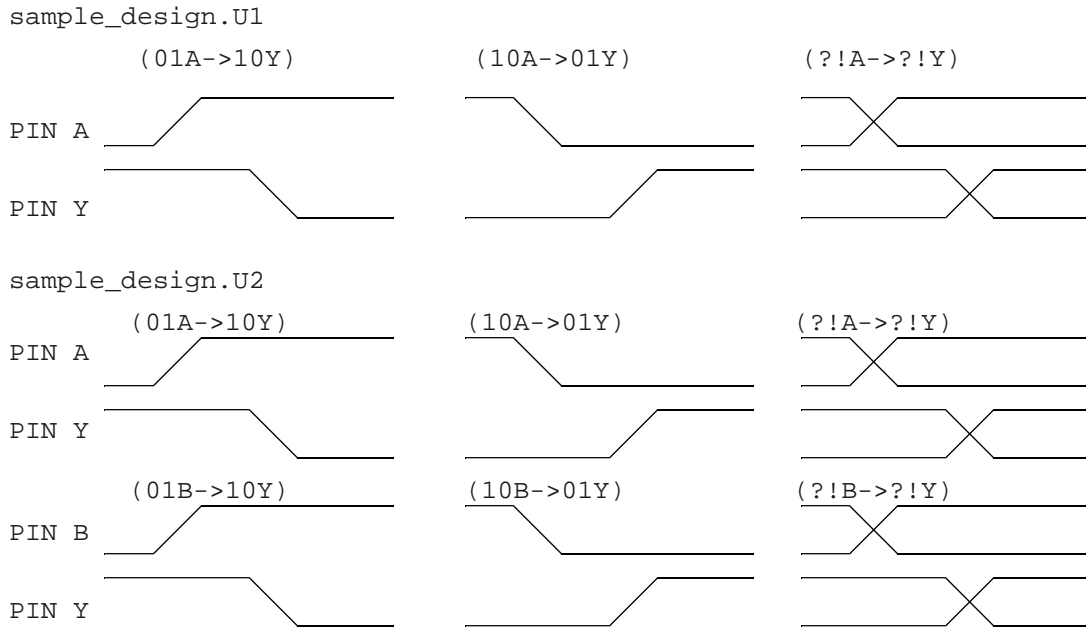 sample_design.U1
(01A->10Y) (10A->01Y) (?!A->?!Y)
PIN A
PIN Y
sample_design.U2
(01A->10Y) (10A->01Y) (?!A->?!Y)
PIN A
PIN Y
(01B->10Y) (10B->01Y) (?!B->?!Y)
PIN B
PIN Y